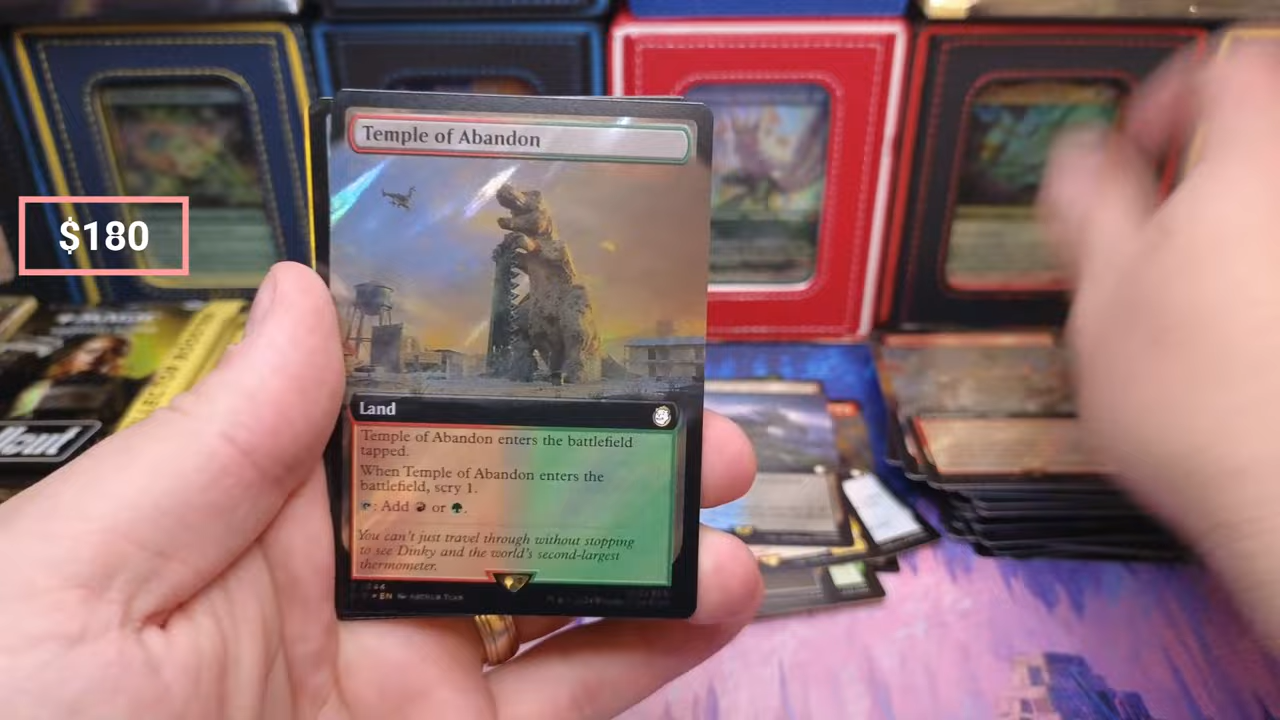 Temple of Abandon
$180
Land
Temple of Abandon enters the battlefield
tapped.
When Temple of Abandon enters the
battlefield, scry 1.
: Add or .
You can't just travel through without stopping
to see Dinky and the world's second-largest
thermometer.
EN